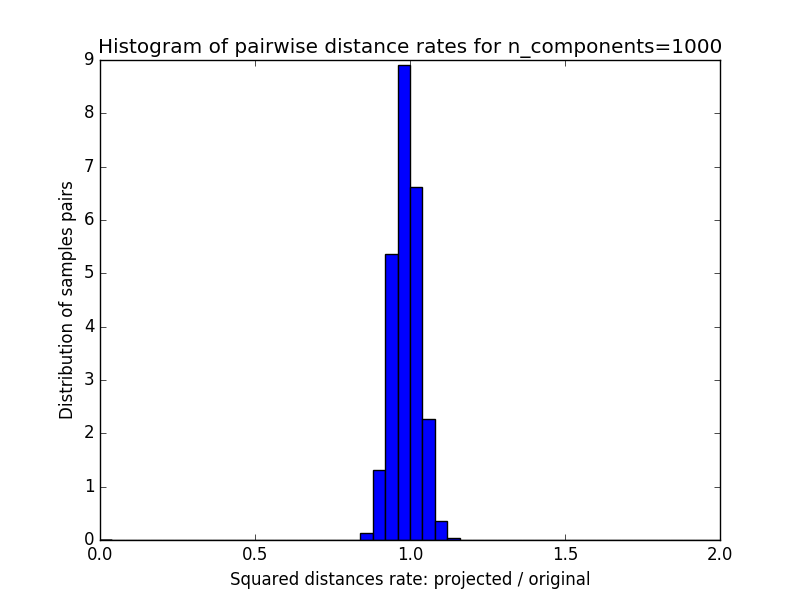 Histogram of pairwise distance rates for n_components=1000
9
8
7
6
5
4
3
2
1
0
Distribution of samples pairs
0.0 0.5 1.0 1.5 2.0
Squared distances rate: projected / original